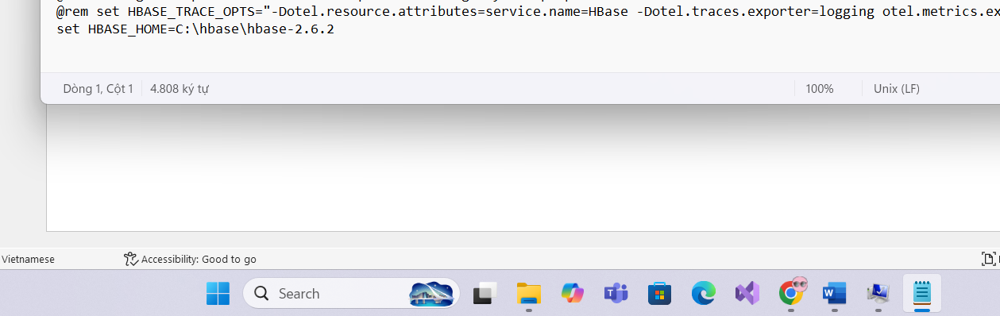 @rem set HBASE_TRACE_OPTS="-Dotel.resource.attributes=service.name=HBase -Dotel.traces.exporter=logging otel.metrics.ex
set HBASE_HOME=C:\hbase\hbase-2.6.2
Dòng 1, Cột 1 4.808 ký tự 100% Unix (LF)
Vietnamese Accessibility: Good to go
Search